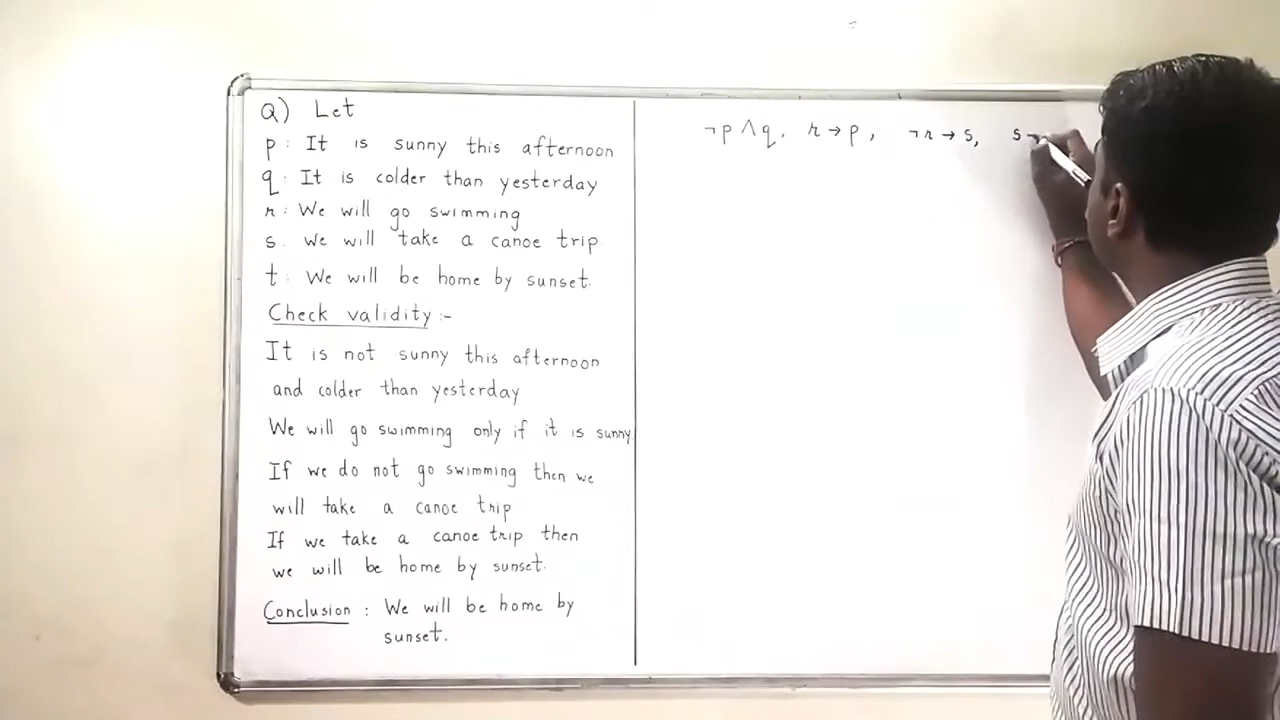 Q) Let
p : It is sunny this afternoon
q : It is colder than yesterday
r : We will go swimming
s : we will take a canoe trip
t : We will be home by sunset.
Check validity :-
It is not sunny this afternoon
and colder than yesterday
We will go swimming only if it is sunny
If we do not go swimming then we
will take a canoe trip
If we take a canoe trip then
we will be home by sunset.
Conclusion : We will be home by
sunset.
¬p ∧ q, r → p, ¬r → s, s →